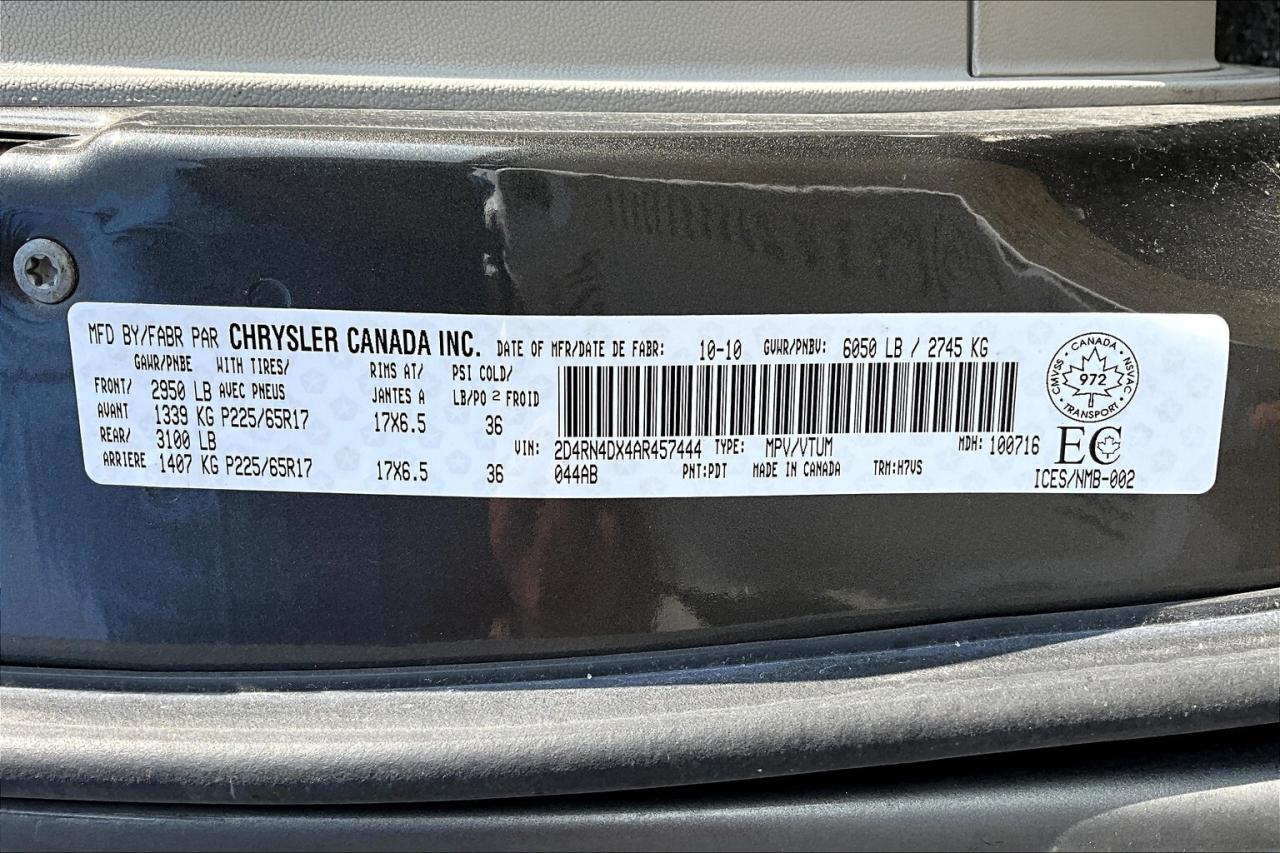 MFD BY/FABR PAR CHRYSLER CANADA INC. DATE OF MFR/DATE DE FABR: 10-10 GVWR/PNBV: 6050 LB / 2745 KG
GAWR/PNBE WITH TIRES/ RIMS AT/ PSI COLD/
FRONT/ 2950 LB AVEC PNEUS JANTES A LB/PO² FROID
AVANT 1339 KG P225/65R17 17X6.5 36
REAR/ 3100 LB
VIN: 2D4RN4DX4AR457444 TYPE: MPV/VTUM MDH: 100716
ARRIERE 1407 KG P225/65R17 17X6.5 36 044AB PNT:PDT MADE IN CANADA TRM:H7VS
CANADA
CMVSS 972 NSVAC
TRANSPORT
EC
ICES/NMB-002